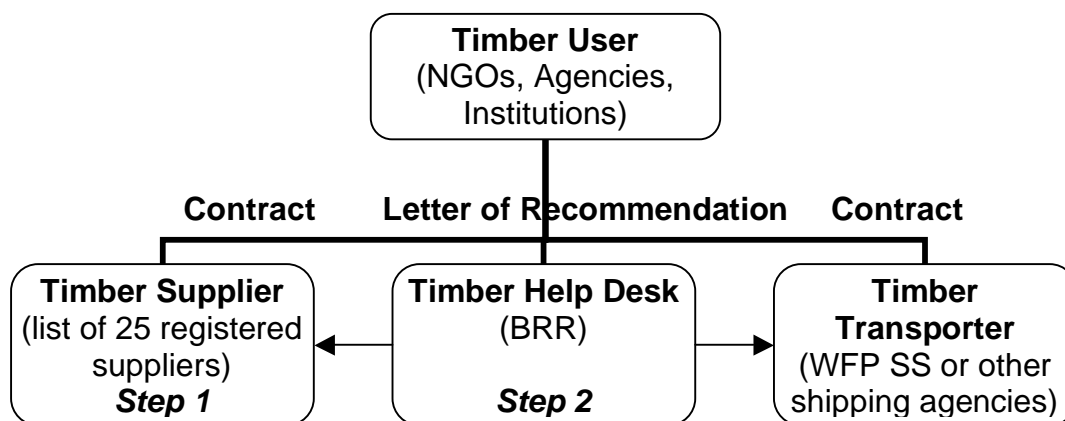 Timber User
(NGOs, Agencies,
Institutions)
Contract
Letter of Recommendation
Contract
Timber Supplier
(list of 25 registered
suppliers)
Step 1
Timber Help Desk
(BRR)
Step 2
Timber
Transporter
(WFP SS or other
shipping agencies)